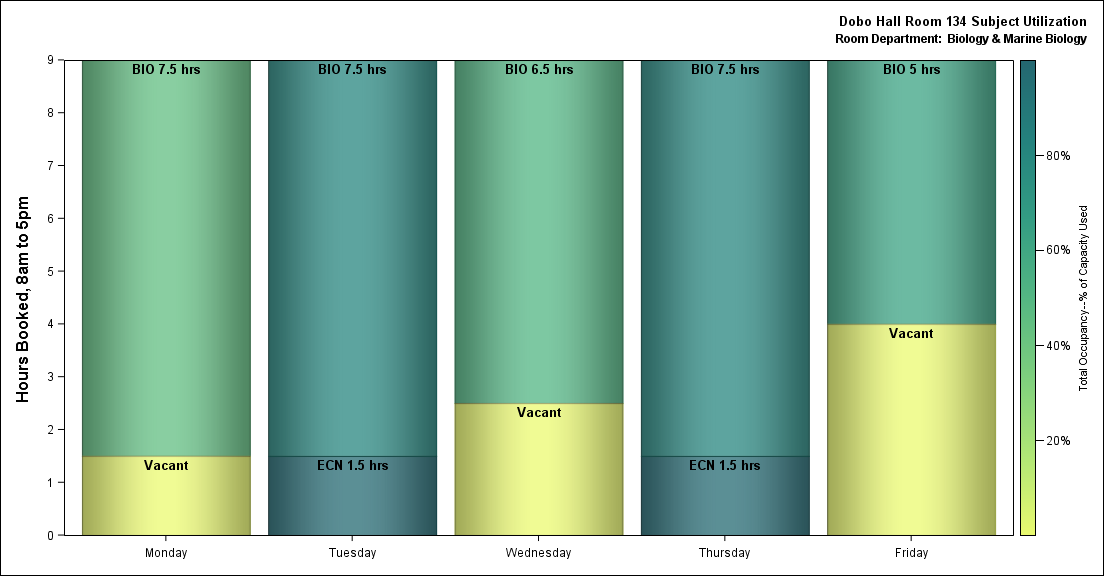 Dobo Hall Room 134 Subject Utilization
Room Department: Biology & Marine Biology
Hours Booked, 8am to 5pm
9
8
7
6
5
4
3
2
1
0
BIO 7.5 hrs
Vacant
BIO 7.5 hrs
ECN 1.5 hrs
BIO 6.5 hrs
Vacant
BIO 7.5 hrs
ECN 1.5 hrs
BIO 5 hrs
Vacant
Monday
Tuesday
Wednesday
Thursday
Friday
80%
60%
40%
20%
Total Occupancy--% of Capacity Used